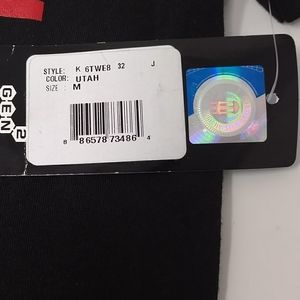 STYLE: K 6TWE8 32 J
COLOR: UTAH
SIZE: M
8 86578 73486 4
GEN 2